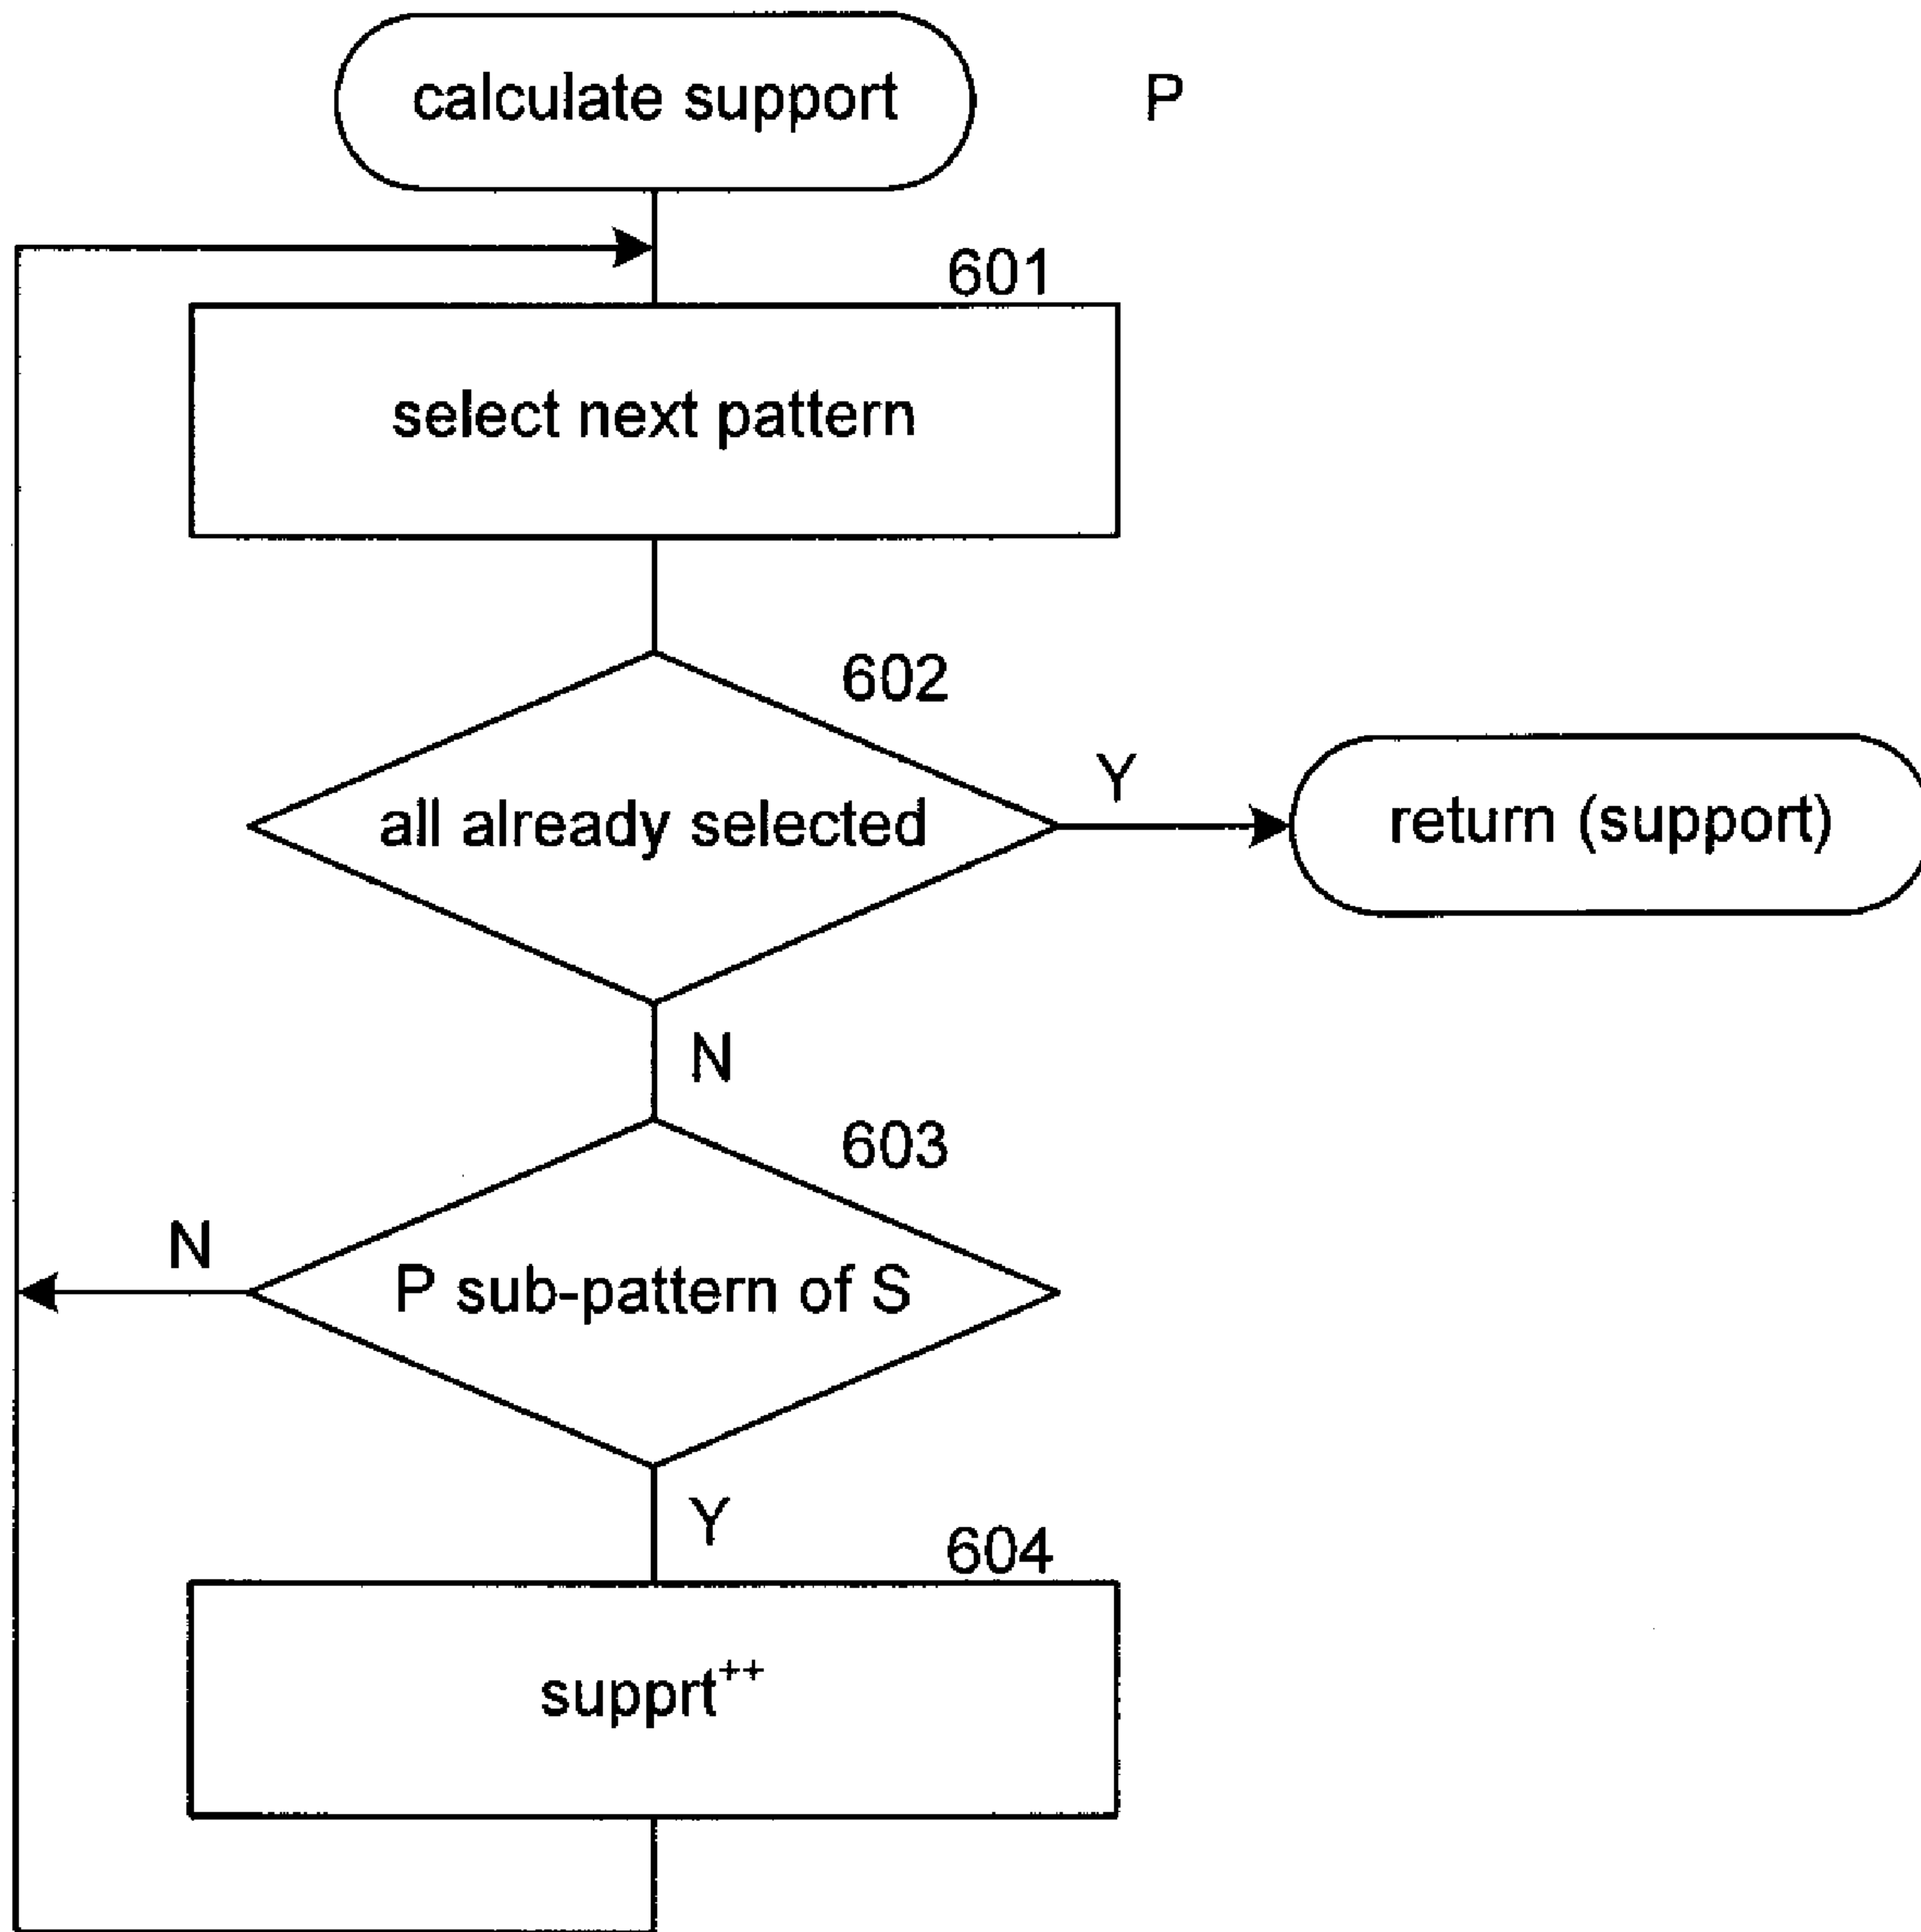 calculate support
P
601
select next pattern
602
all already selected
Y
return (support)
N
603
N
P sub-pattern of S
Y
604
supprt++